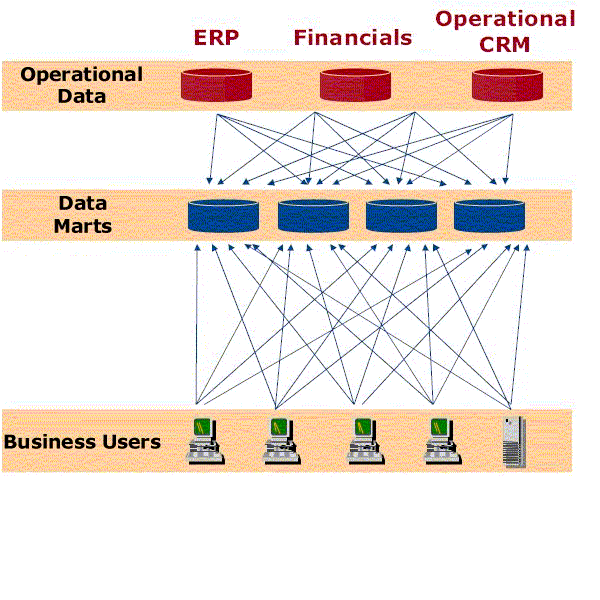 ERP
Financials
Operational
CRM
Operational
Data
Data
Marts
Business Users